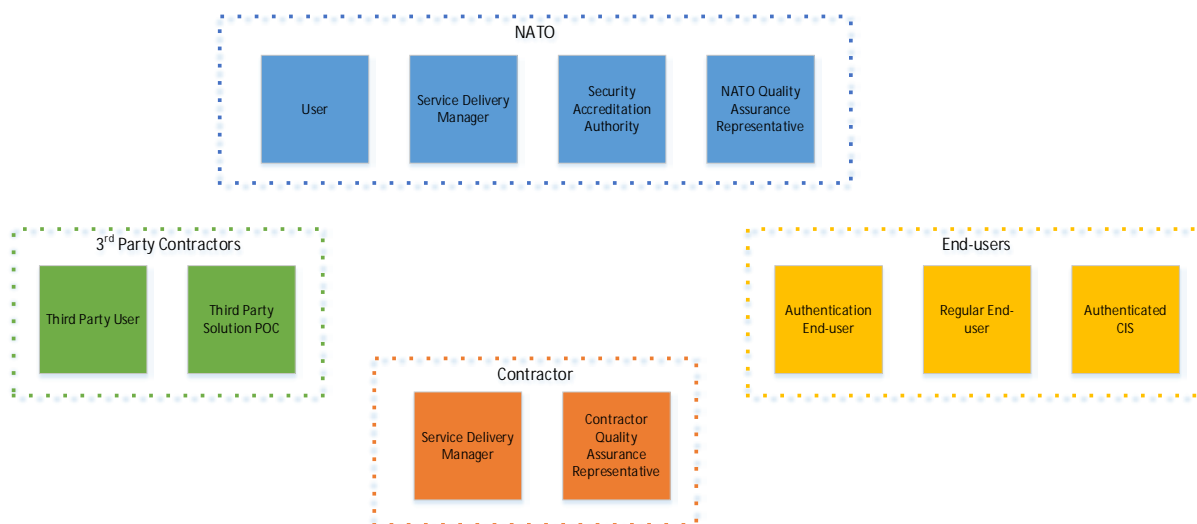 NATO
User
Service Delivery
Manager
Security
Accreditation
Authority
NATO Quality
Assurance
Representative
3rd Party Contractors
Third Party User
Third Party
Solution POC
End-users
Authentication
End-user
Regular End-
user
Authenticated
CIS
Contractor
Service Delivery
Manager
Contractor
Quality
Assurance
Representative